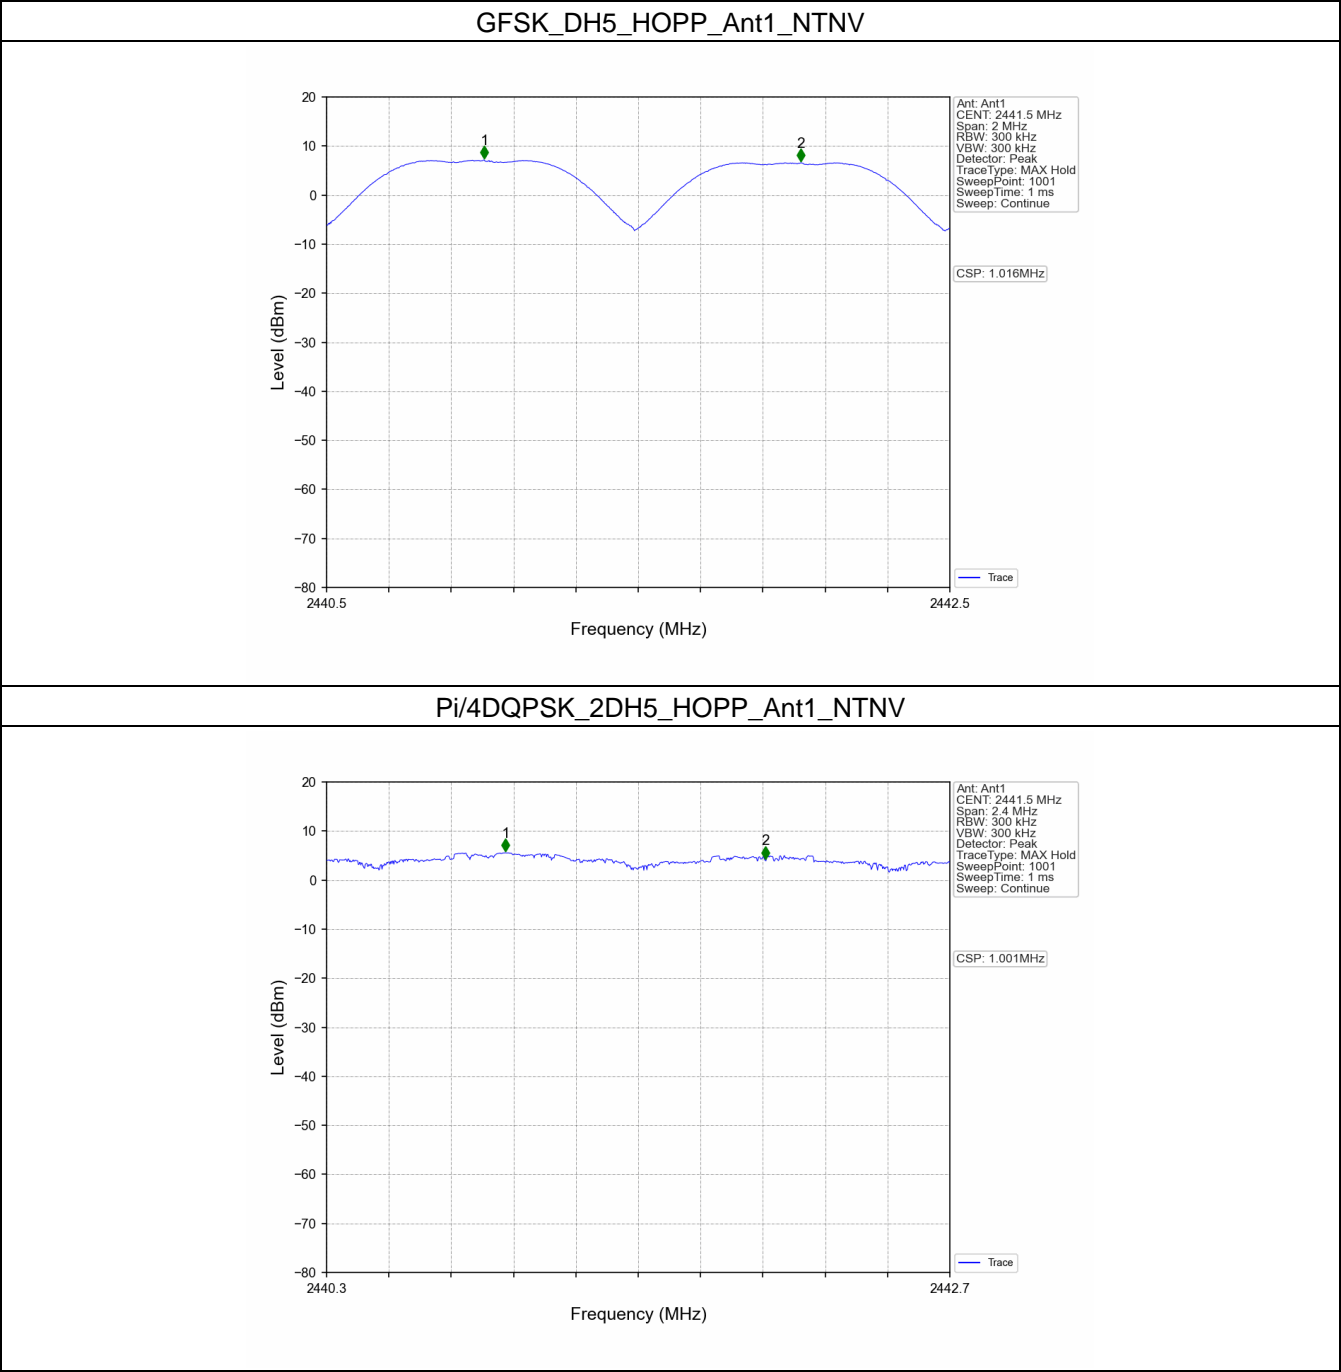 GFSK_DH5_HOPP_Ant1_NTNV
20
10
0
−10
−20
−30
−40
−50
−60
−70
−80
Level (dBm)
1
2
2440.5
2442.5
Frequency (MHz)
Ant: Ant1
CENT: 2441.5 MHz
Span: 2 MHz
RBW: 300 kHz
VBW: 300 kHz
Detector: Peak
TraceType: MAX Hold
SweepPoint: 1001
SweepTime: 1 ms
Sweep: Continue
CSP: 1.016MHz
Trace
Pi/4DQPSK_2DH5_HOPP_Ant1_NTNV
20
10
0
−10
−20
−30
−40
−50
−60
−70
−80
Level (dBm)
1
2
2440.3
2442.7
Frequency (MHz)
Ant: Ant1
CENT: 2441.5 MHz
Span: 2.4 MHz
RBW: 300 kHz
VBW: 300 kHz
Detector: Peak
TraceType: MAX Hold
SweepPoint: 1001
SweepTime: 1 ms
Sweep: Continue
CSP: 1.001MHz
Trace